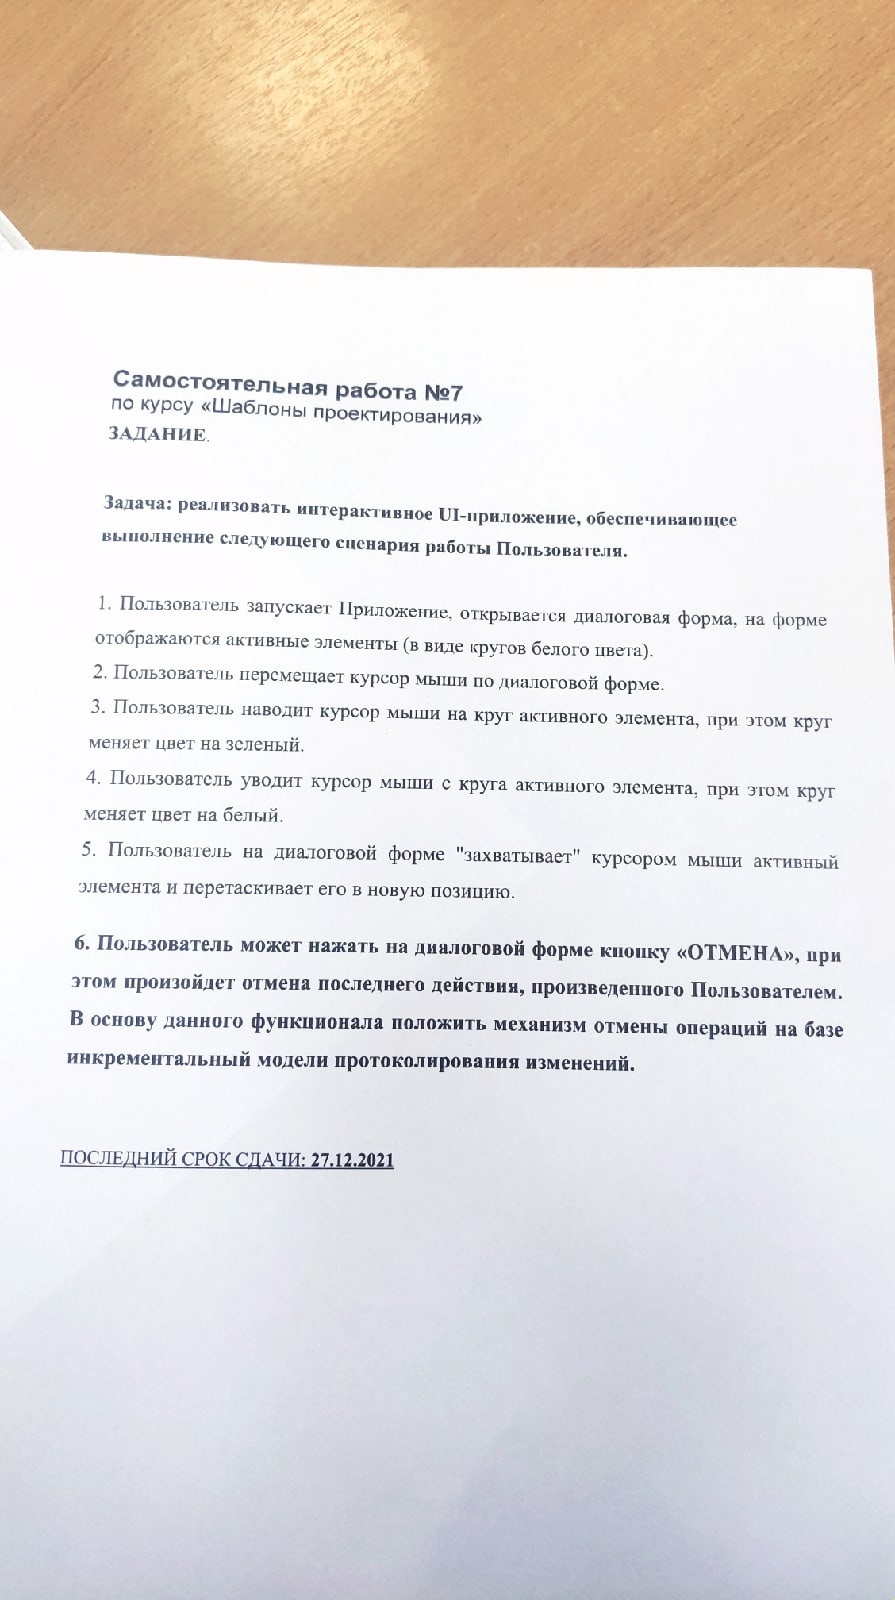 Самостоятельная работа №7
по курсу «Шаблоны проектирования»
ЗАДАНИЕ.
Задача: реализовать интерактивное UI-приложение, обеспечивающее
выполнение следующего сценария работы Пользователя.
1. Пользователь запускает Приложение, открывается диалоговая форма, на форме
отображаются активные элементы (в виде кругов белого цвета).
2. Пользователь перемещает курсор мыши по диалоговой форме.
3. Пользователь наводит курсор мыши на круг активного элемента, при этом круг
меняет цвет на зеленый.
4. Пользователь уводит курсор мыши с круга активного элемента, при этом круг
меняет цвет на белый.
5. Пользователь на диалоговой форме "захватывает" курсором мыши активный
элемента и перетаскивает его в новую позицию.
6. Пользователь может нажать на диалоговой форме кнопку «ОТМЕНА», при
этом произойдет отмена последнего действия, произведенного Пользователем.
В основу данного функционала положить механизм отмены операций на базе
инкрементальный модели протоколирования изменений.
ПОСЛЕДНИЙ СРОК СДАЧИ: 27.12.2021